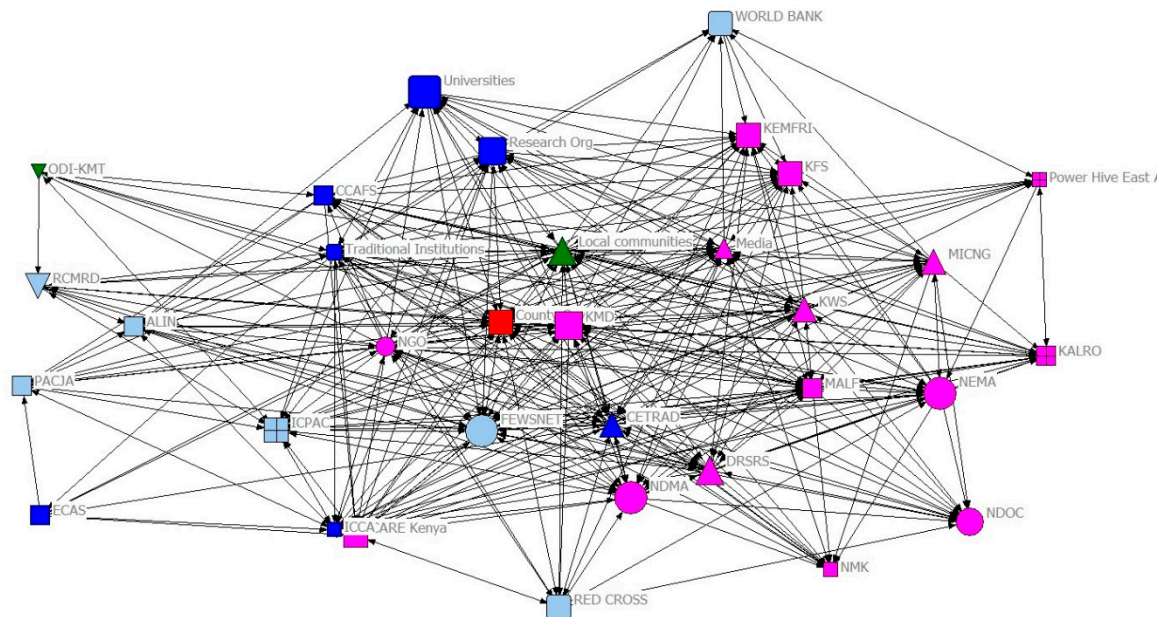 WORLD BANK
Universities
KEMFRI
Research Org
ODI-KMT
KFS
Power Hive East A
CCAFS
Traditional Institutions
Local communities
Media
MICNG
RCMRD
KWS
ALIN
County
KMD
NGO
KALRO
PACJA
MALF
NEMA
ICPAC
FEWSNET
CETRAD
DRSRS
NDMA
ECAS
ICCA
ARE Kenya
NDOC
NMK
RED CROSS